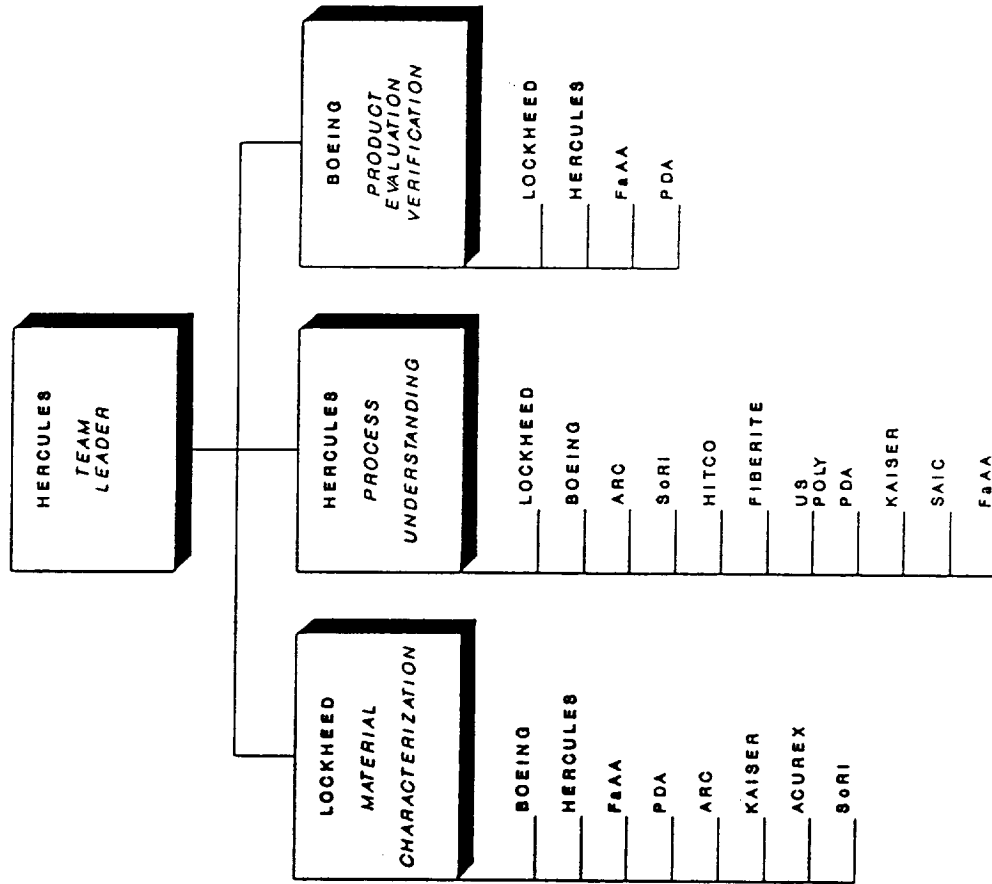 HERCULES
TEAM
LEADER
LOCKHEED
MATERIAL
CHARACTERIZATION
BOEING
HERCULES
FaAA
PDA
ARC
KAISER
ACUREX
SoRI
HERCULES
PROCESS
UNDERSTANDING
LOCKHEED
BOEING
ARC
SoRI
HITCO
FIBERITE
US
POLY
PDA
KAISER
SAIC
FaAA
BOEING
PRODUCT
EVALUATION
VERIFICATION
LOCKHEED
HERCULES
FaAA
PDA